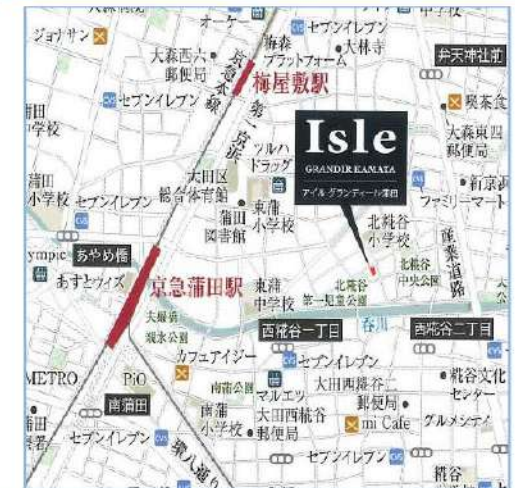 オーケー
セブンイレブン
ジョナサン
大森西六
郵便局
梅森
プラットフォーム
大林寺
弁天神社前
京急本線
梅屋敷駅
セブンイレブン
第一京浜
喫茶食
大森東四
郵便局
Isle
GRANDIR KAMATA
アイル グランディール蒲田
ツルハ
ドラッグ
大田区
総合体育館
蒲田
小学校
セブンイレブン
蒲田
図書館
東蒲
小学校
新京浜
ファミリーマート
北糀谷
小学校
産業道路
ympic
あやめ橋
あすとウィズ
京急蒲田駅
東蒲
中学校
北糀谷
第一児童公園
北糀谷
中央公園
夫婦橋
親水公園
西糀谷一丁目
呑川
西糀谷二丁目
カフェアイジー
セブンイレブン
METRO
PiO
南蒲公園
マルエツ
大田西糀谷二
郵便局
糀谷文化
センター
南蒲田
南蒲
小学校
大田西糀谷
郵便局
mi Cafe
グルメシティ
セブンイレブン
環八通り
セブンイレブン
糀谷